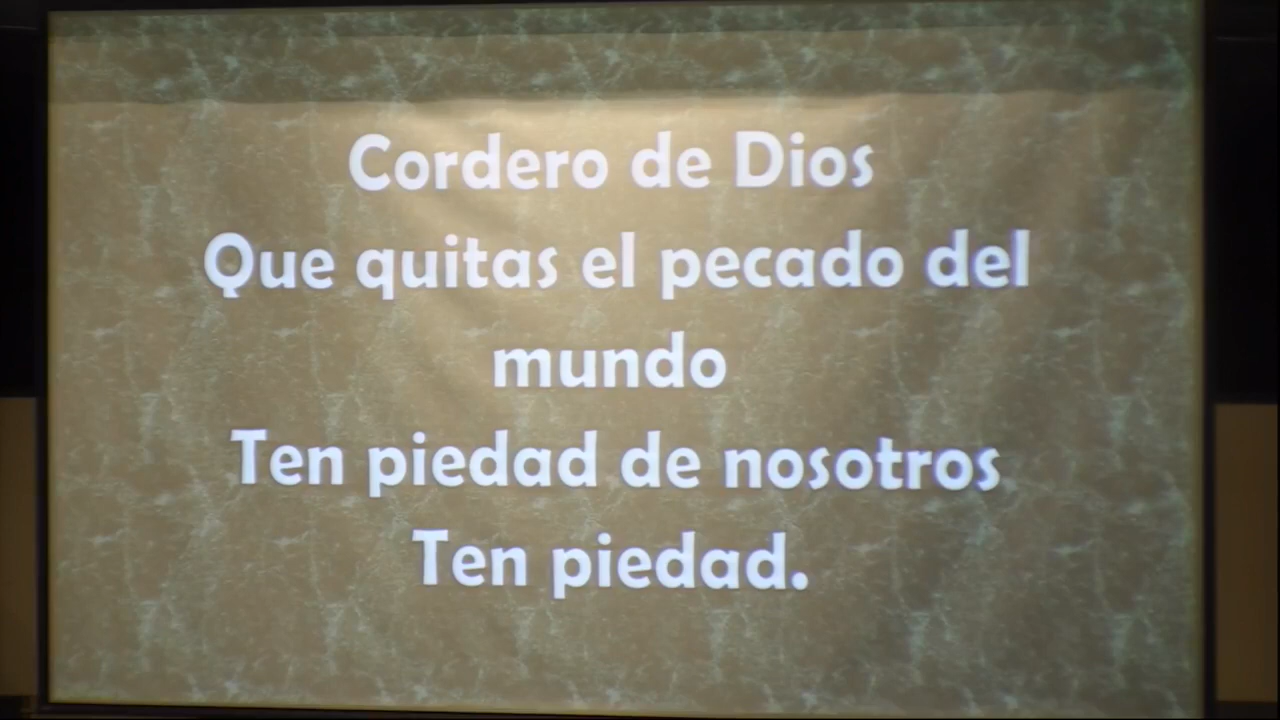 Cordero de Dios
Que quitas el pecado del
mundo
Ten piedad de nosotros
Ten piedad.